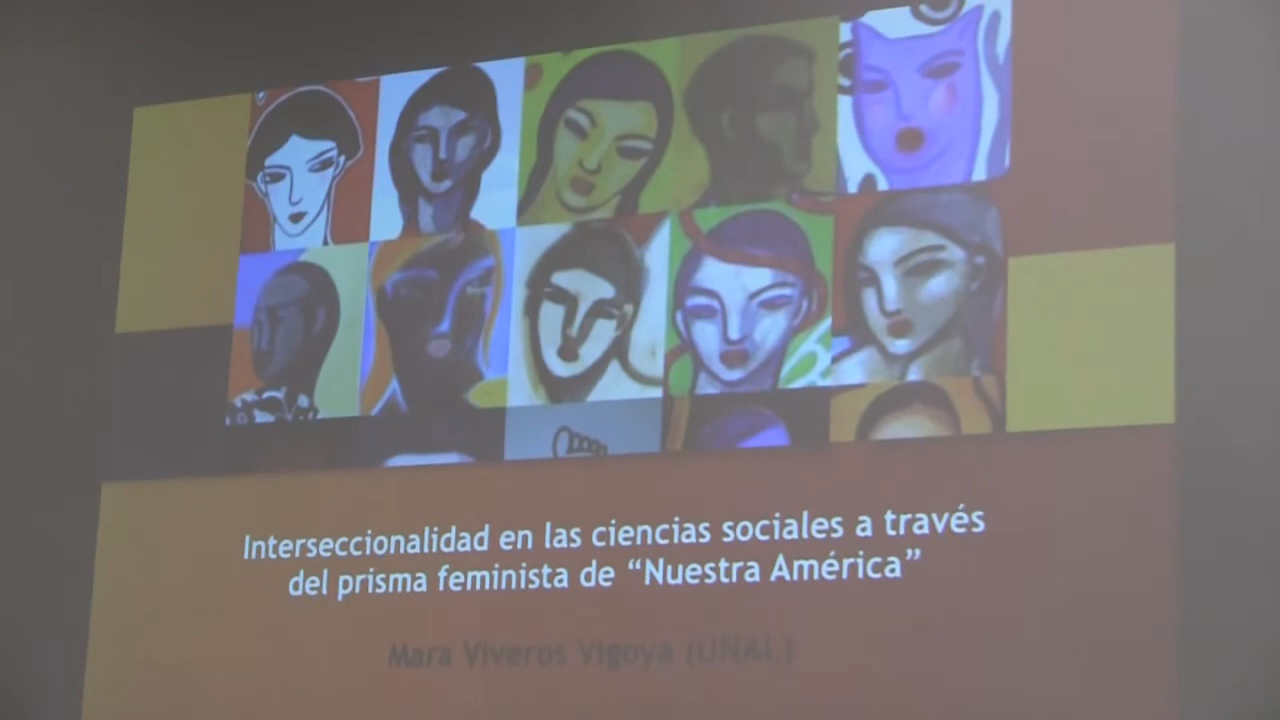 Interseccionalidad en las ciencias sociales a través
del prisma feminista de “Nuestra América”
Mara Viveros Vigoya (UNAL)